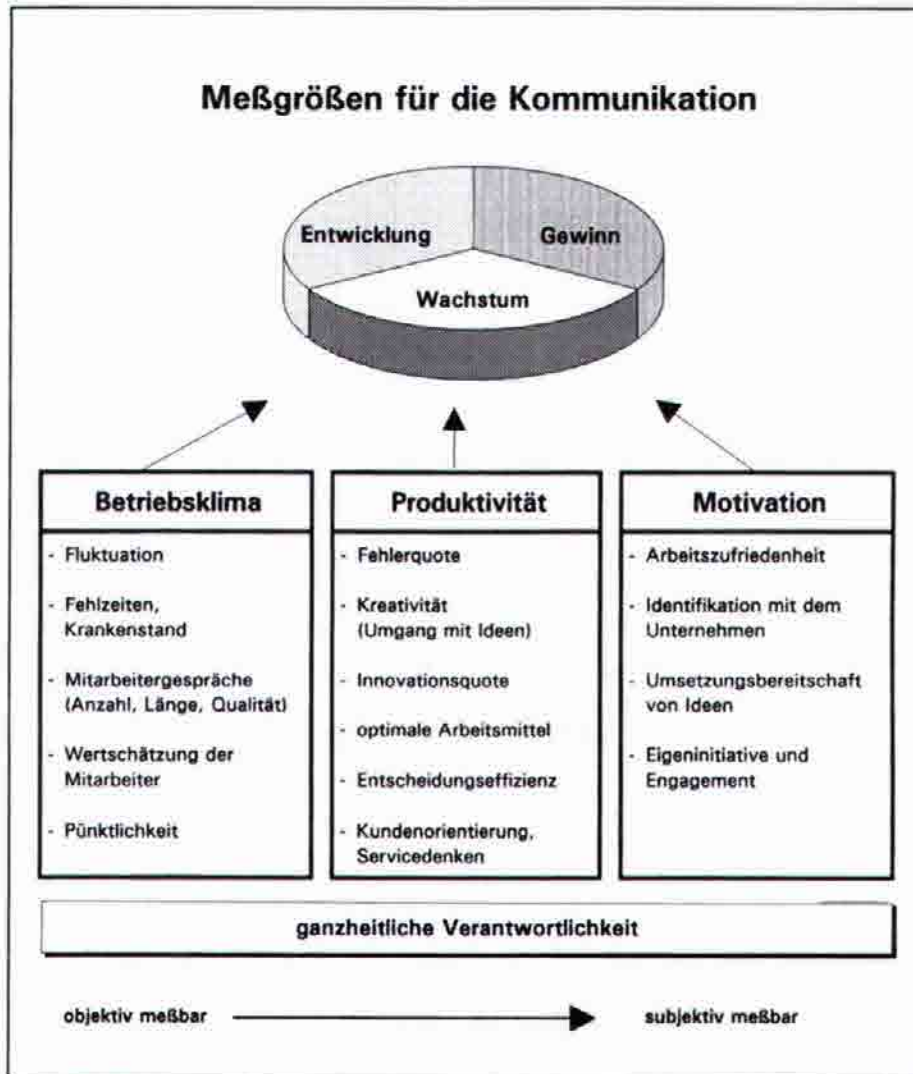 Meßgrößen für die Kommunikation
Entwicklung
Gewinn
Wachstum
Betriebsklima
- Fluktuation
- Fehlzeiten,
Krankenstand
- Mitarbeitergespräche
(Anzahl, Länge, Qualität)
- Wertschätzung der
Mitarbeiter
- Pünktlichkeit
Produktivität
- Fehlerquote
- Kreativität
(Umgang mit Ideen)
- Innovationsquote
- optimale Arbeitsmittel
- Entscheidungseffizienz
- Kundenorientierung,
Servicedenken
Motivation
- Arbeitszufriedenheit
- Identifikation mit dem
Unternehmen
- Umsetzungsbereitschaft
von Ideen
- Eigeninitiative und
Engagement
ganzheitliche Verantwortlichkeit
objektiv meßbar
subjektiv meßbar